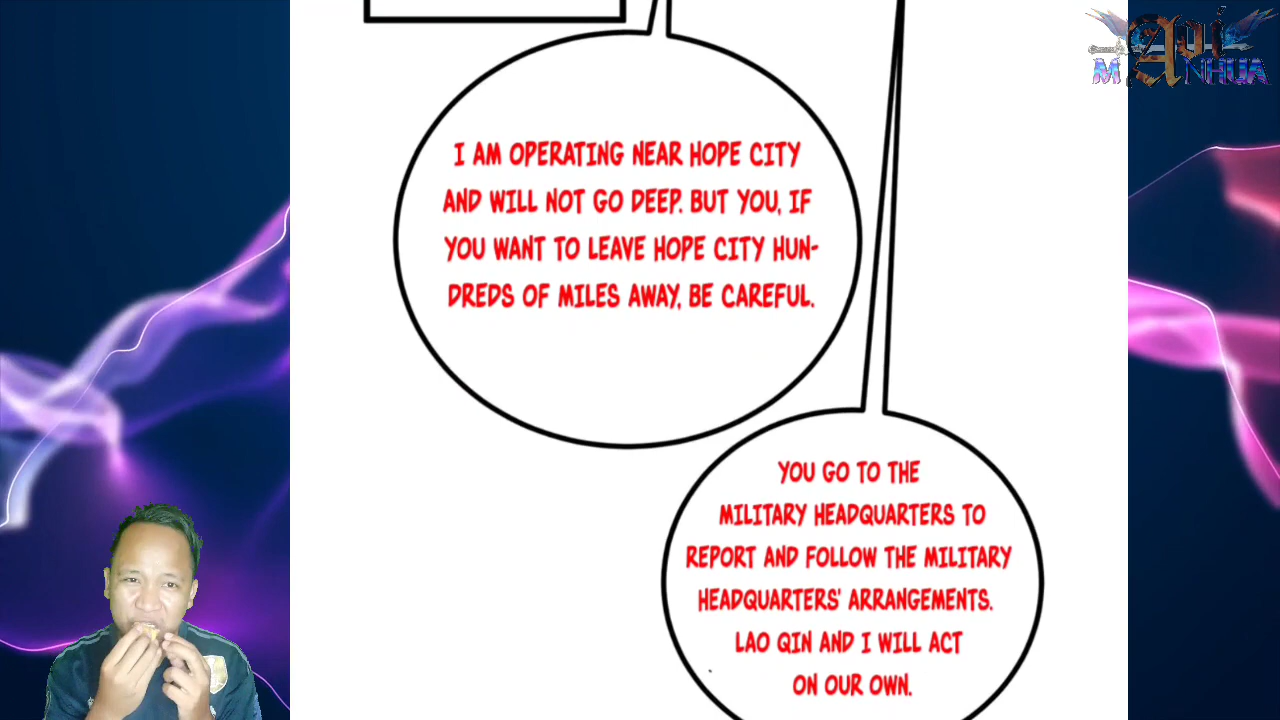 Api
MANHUA
I AM OPERATING NEAR HOPE CITY
AND WILL NOT GO DEEP. BUT YOU, IF
YOU WANT TO LEAVE HOPE CITY HUN-
DREDS OF MILES AWAY, BE CAREFUL.
YOU GO TO THE
MILITARY HEADQUARTERS TO
REPORT AND FOLLOW THE MILITARY
HEADQUARTERS' ARRANGEMENTS.
LAO QIN AND I WILL ACT
ON OUR OWN.